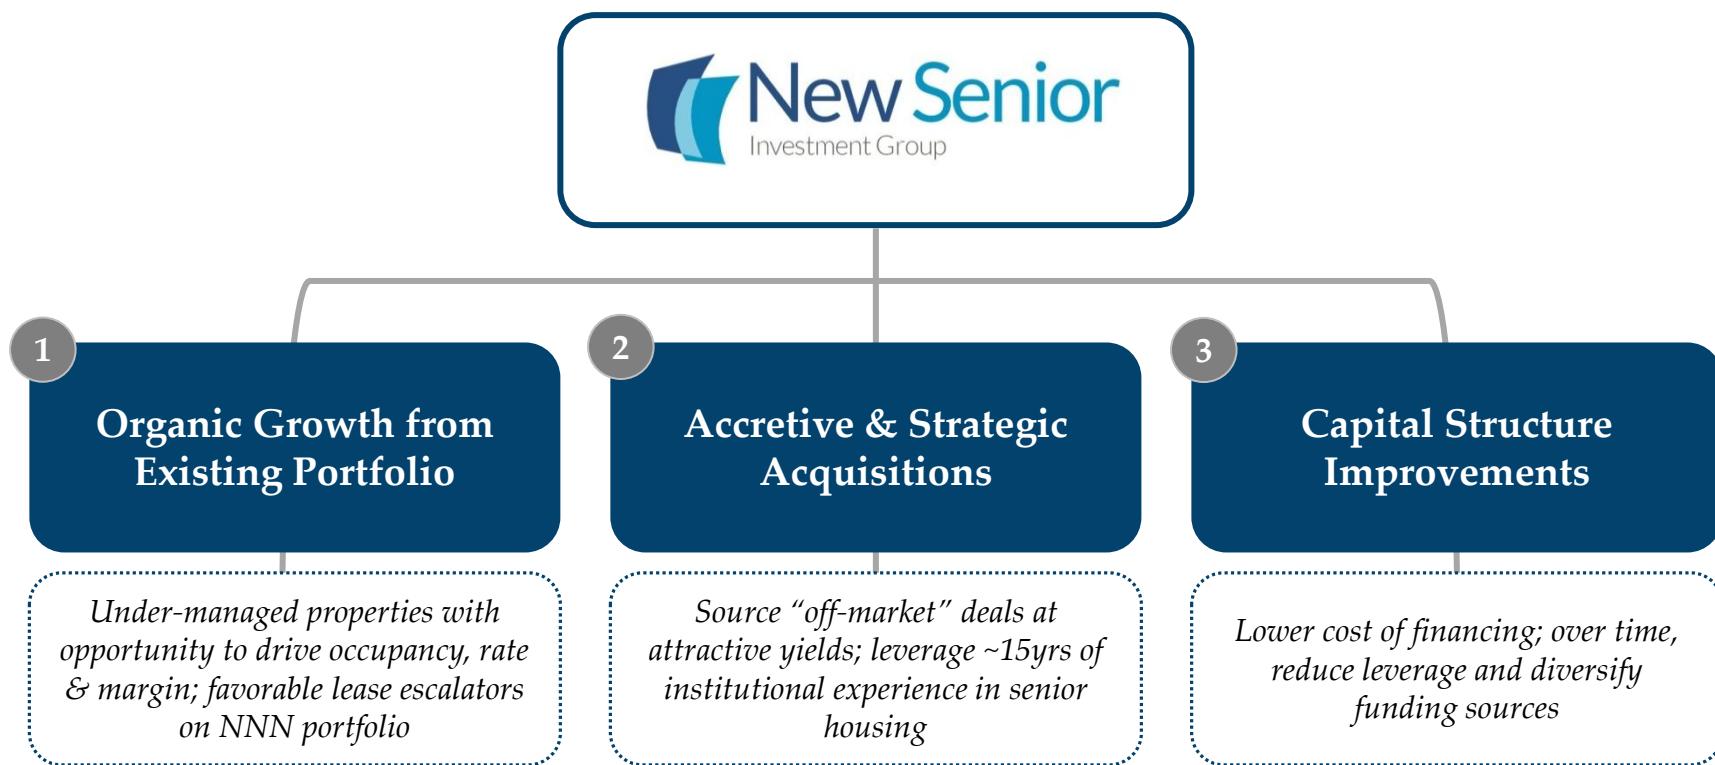 New Senior
Investment Group
1
Organic Growth from
Existing Portfolio
Under-managed properties with
opportunity to drive occupancy, rate
& margin; favorable lease escalators
on NNN portfolio
2
Accretive & Strategic
Acquisitions
Source “off-market” deals at
attractive yields; leverage ~15yrs of
institutional experience in senior
housing
3
Capital Structure
Improvements
Lower cost of financing; over time,
reduce leverage and diversify
funding sources